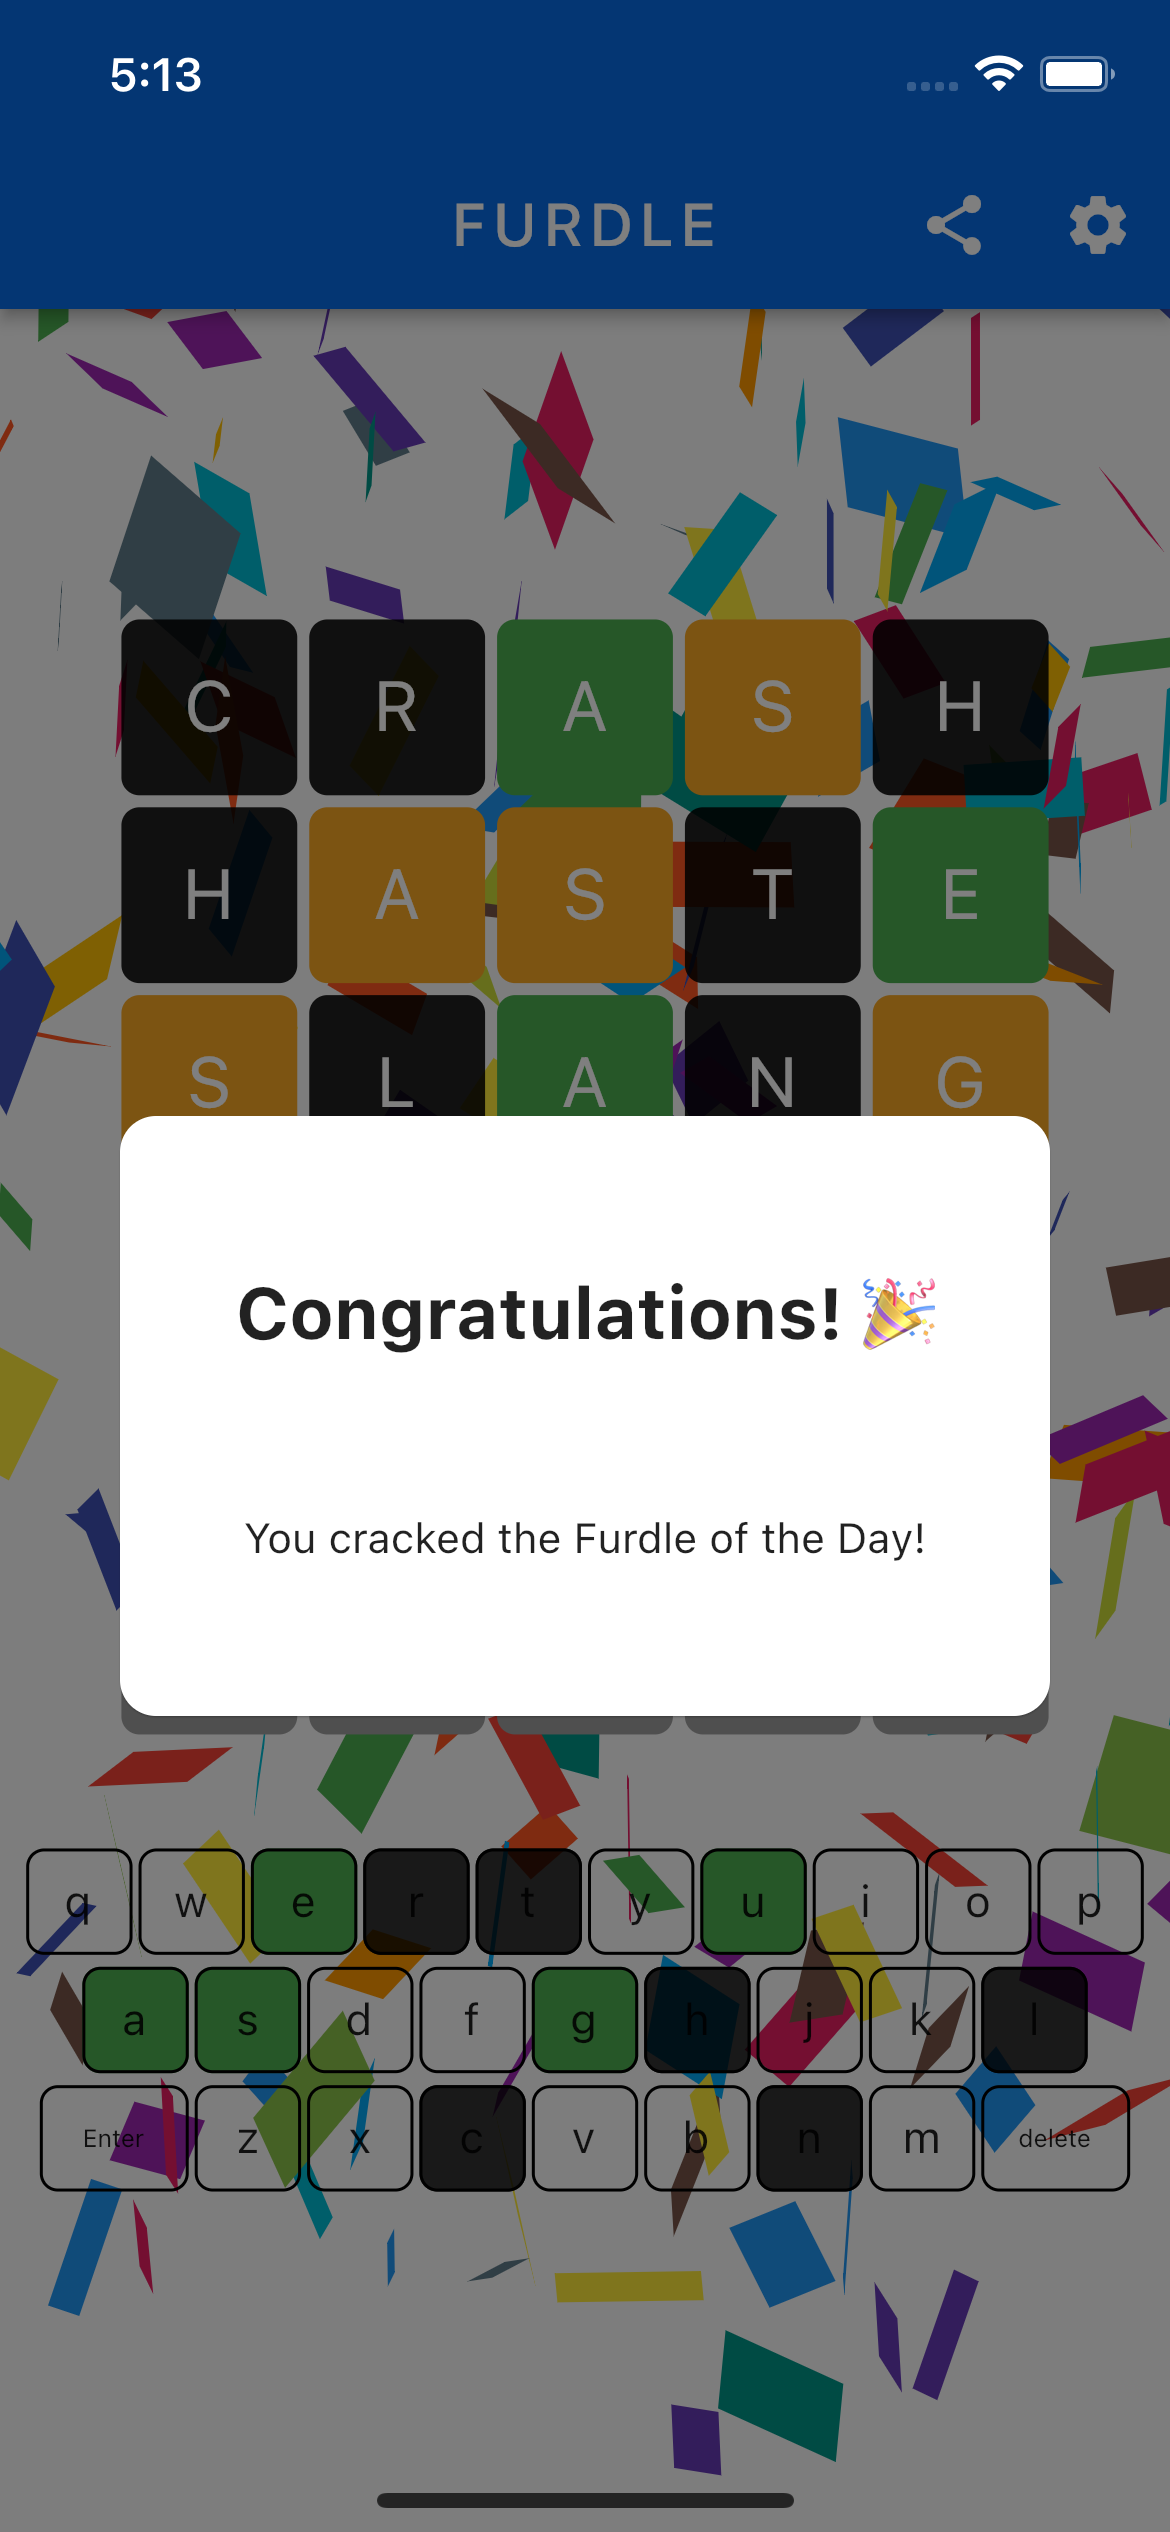 5:13
FURDLE
C R A S H
H A S T E
S L A N G
Congratulations! 🎉
You cracked the Furdle of the Day!
q w e r t y u i o p
a s d f g h j k l
Enter z x c v b n m delete